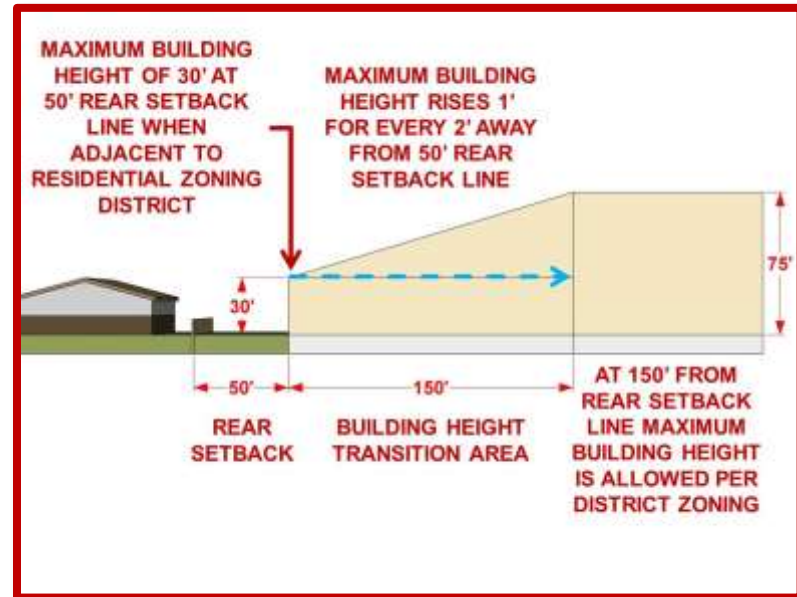 MAXIMUM BUILDING
HEIGHT OF 30' AT
50' REAR SETBACK
LINE WHEN
ADJACENT TO
RESIDENTIAL ZONING
DISTRICT
MAXIMUM BUILDING
HEIGHT RISES 1'
FOR EVERY 2' AWAY
FROM 50' REAR
SETBACK LINE
30'
75'
50'
150'
REAR
SETBACK
BUILDING HEIGHT
TRANSITION AREA
AT 150' FROM
REAR SETBACK
LINE MAXIMUM
BUILDING HEIGHT
IS ALLOWED PER
DISTRICT ZONING